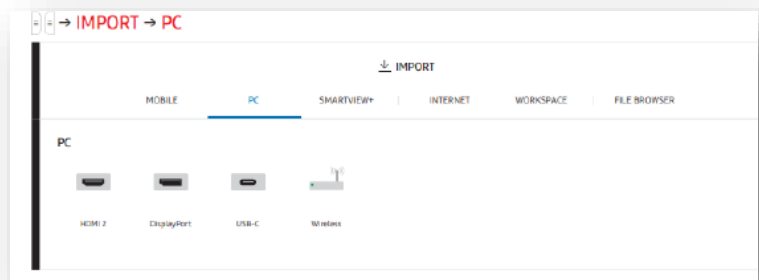 → IMPORT → PC
IMPORT
MOBILE PC SMARTVIEW+ INTERNET WORKSPACE FILE BROWSER
PC
HDMI 2 DisplayPort USB-C Wireless